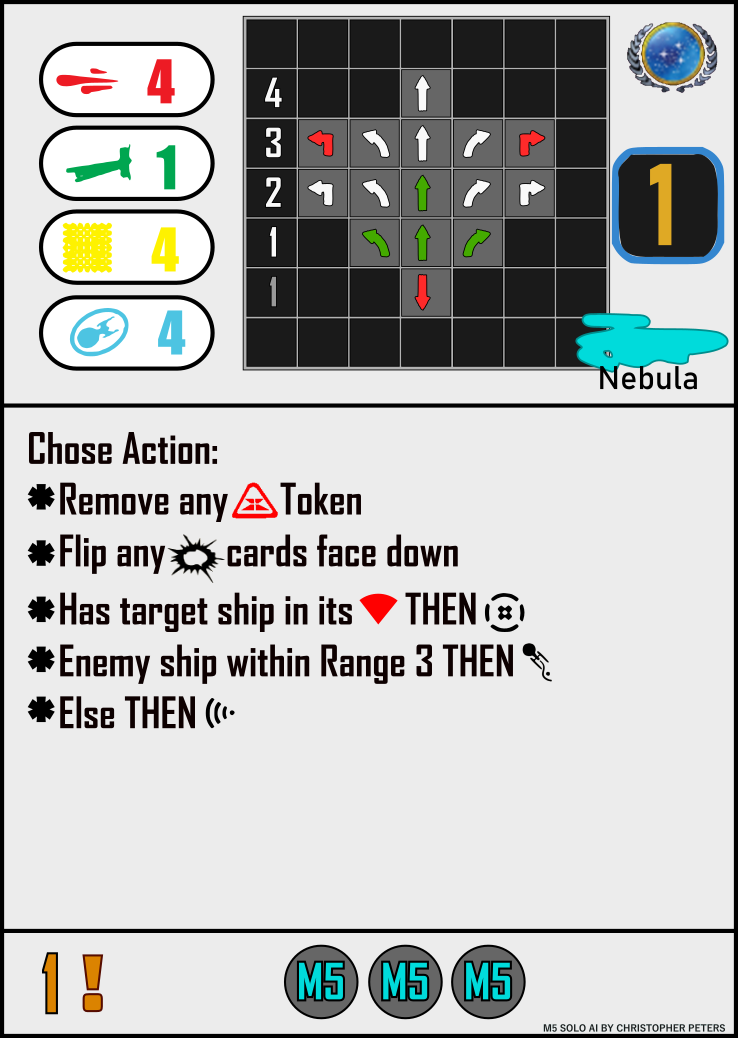 4
1
4
4
4
3
2
1
1
1
Nebula
Chose Action:
Remove any Token
Flip any cards face down
Has target ship in its THEN
Enemy ship within Range 3 THEN
Else THEN
1 !
M5 M5 M5
M5 SOLO AI BY CHRISTOPHER PETERS